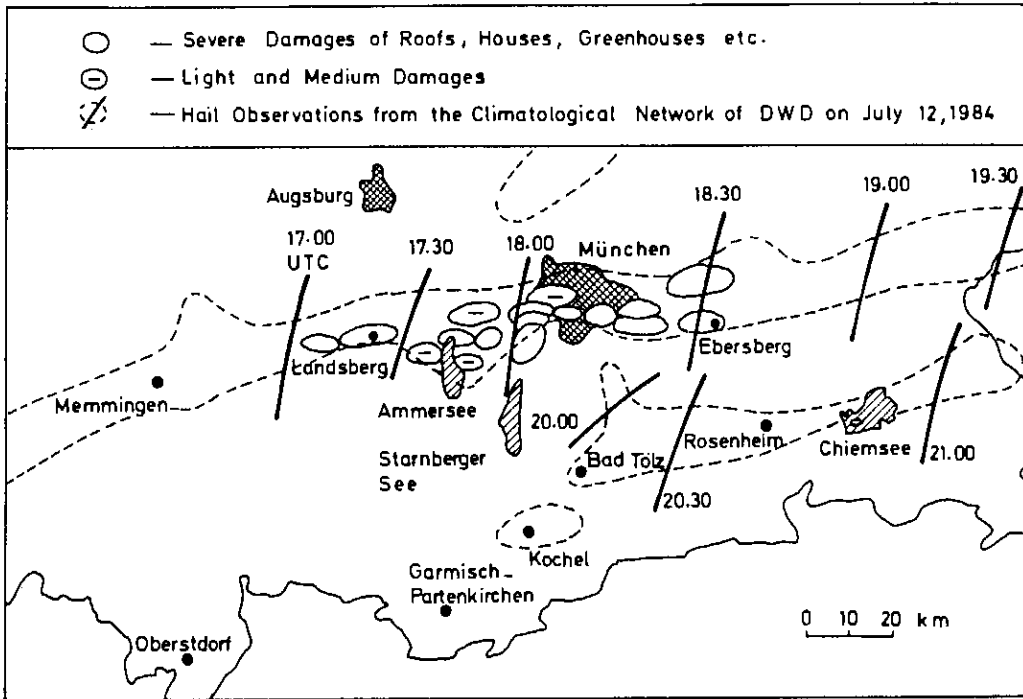 — Severe Damages of Roofs, Houses, Greenhouses etc.
— Light and Medium Damages
— Hail Observations from the Climatological Network of DWD on July 12, 1984
Augsburg
17.00
UTC
17.30
18.00
München
18.30
19.00
19.30
Landsberg
Ebersberg
Memmingen
Ammersee
20.00
Rosenheim
Chiemsee
Starnberger
See
Bad Tölz
21.00
20.30
Kochel
Garmisch-
Partenkirchen
Oberstdorf
0 10 20 km